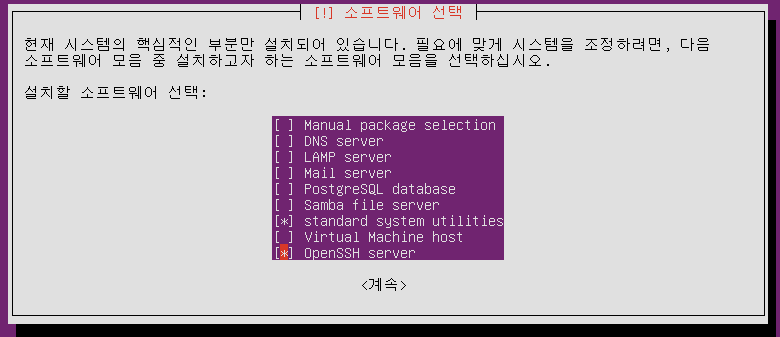 [!] 소프트웨어 선택
현재 시스템의 핵심적인 부분만 설치되어 있습니다. 필요에 맞게 시스템을 조정하려면, 다음
소프트웨어 모음 중 설치하고자 하는 소프트웨어 모음을 선택하십시오.
설치할 소프트웨어 선택:
[ ] Manual package selection
[ ] DNS server
[ ] LAMP server
[ ] Mail server
[ ] PostgreSQL database
[ ] Samba file server
[*] standard system utilities
[ ] Virtual Machine host
[*] OpenSSH server
<계속>